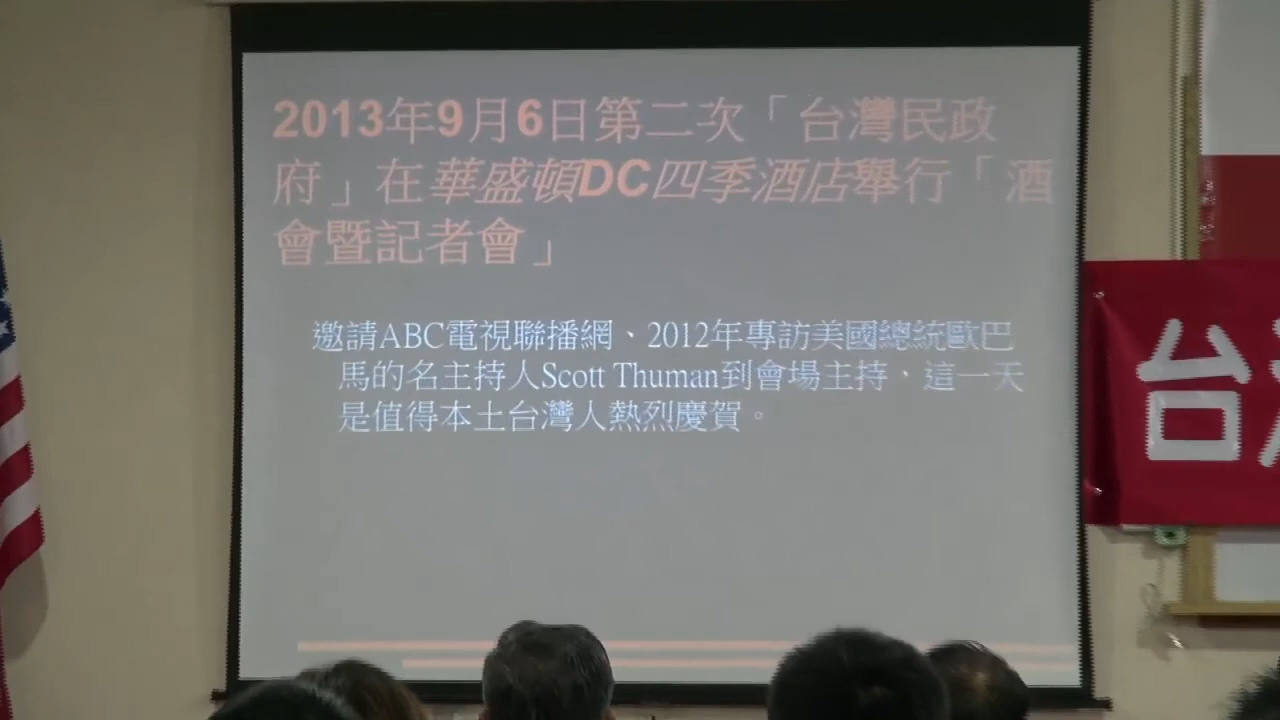 2013年9月6日第二次「台灣民政
府」在華盛頓DC四季酒店舉行「酒
會暨記者會」
邀請ABC電視聯播網、2012年專訪美國總統歐巴
馬的名主持人Scott Thuman到會場主持，這一天
是值得本土台灣人熱烈慶賀。
台